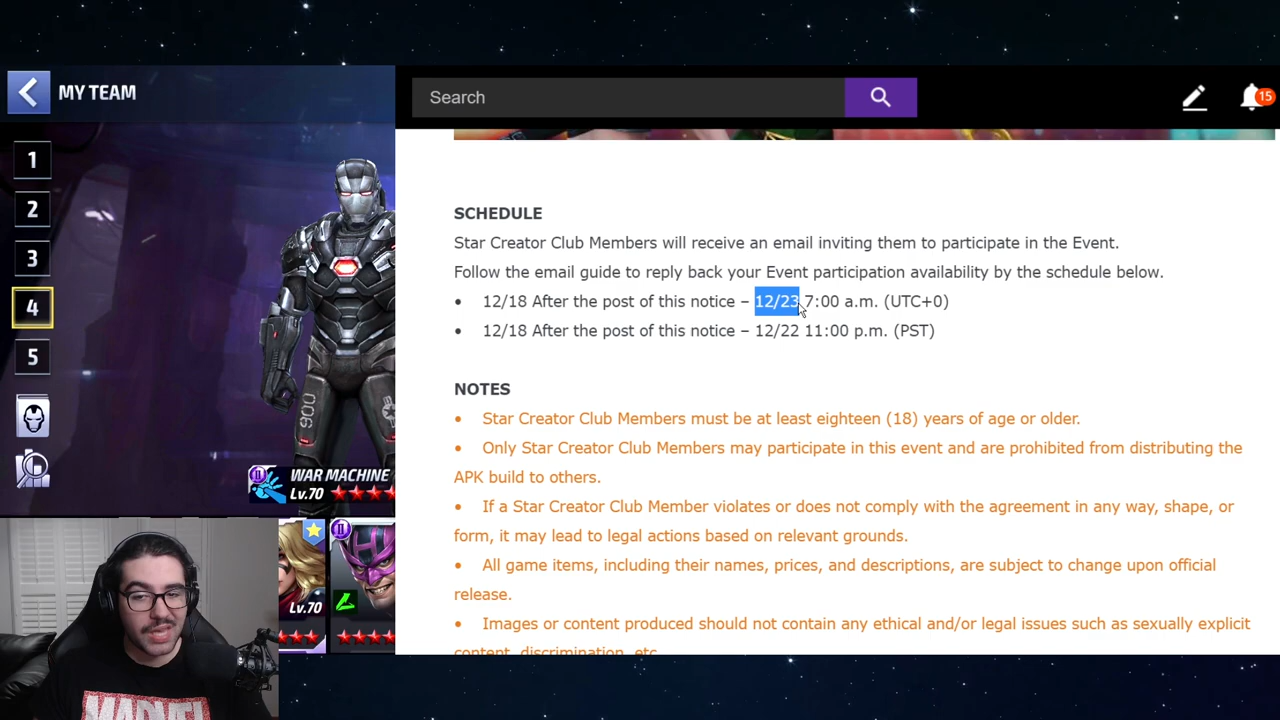 MY TEAM
Search
15
1
2
3
4
5
SCHEDULE
Star Creator Club Members will receive an email inviting them to participate in the Event.
Follow the email guide to reply back your Event participation availability by the schedule below.
• 12/18 After the post of this notice – 12/23 7:00 a.m. (UTC+0)
• 12/18 After the post of this notice – 12/22 11:00 p.m. (PST)
NOTES
• Star Creator Club Members must be at least eighteen (18) years of age or older.
• Only Star Creator Club Members may participate in this event and are prohibited from distributing the
APK build to others.
• If a Star Creator Club Member violates or does not comply with the agreement in any way, shape, or
form, it may lead to legal actions based on relevant grounds.
• All game items, including their names, prices, and descriptions, are subject to change upon official
release.
• Images or content produced should not contain any ethical and/or legal issues such as sexually explicit
content, discrimination, etc.
900
II
WAR MACHINE
Lv.70
II
Lv.70
MARVEL